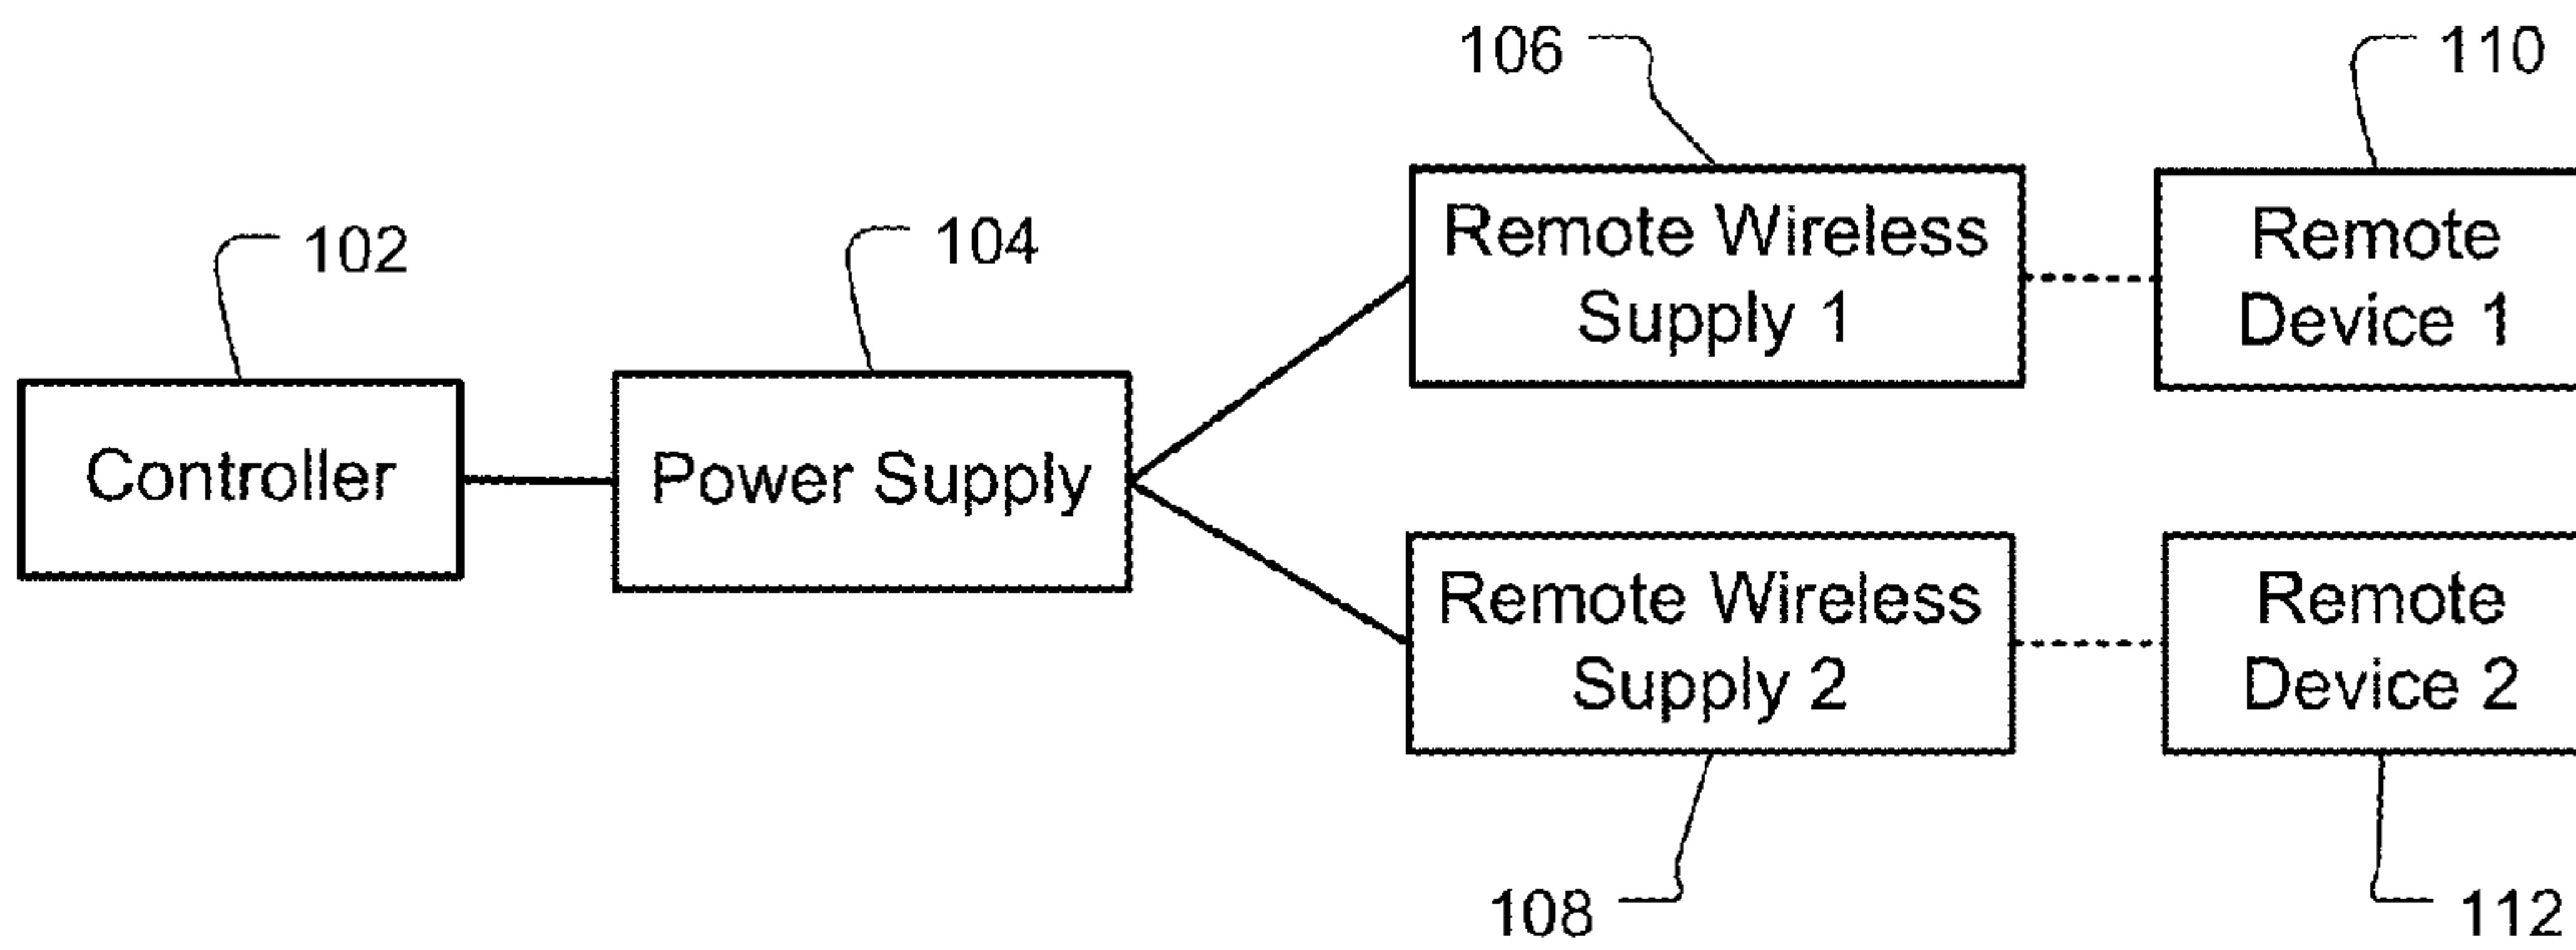 106
110
102
104
Remote Wireless
Supply 1
Remote
Device 1
Controller
Power Supply
Remote Wireless
Supply 2
Remote
Device 2
108
112